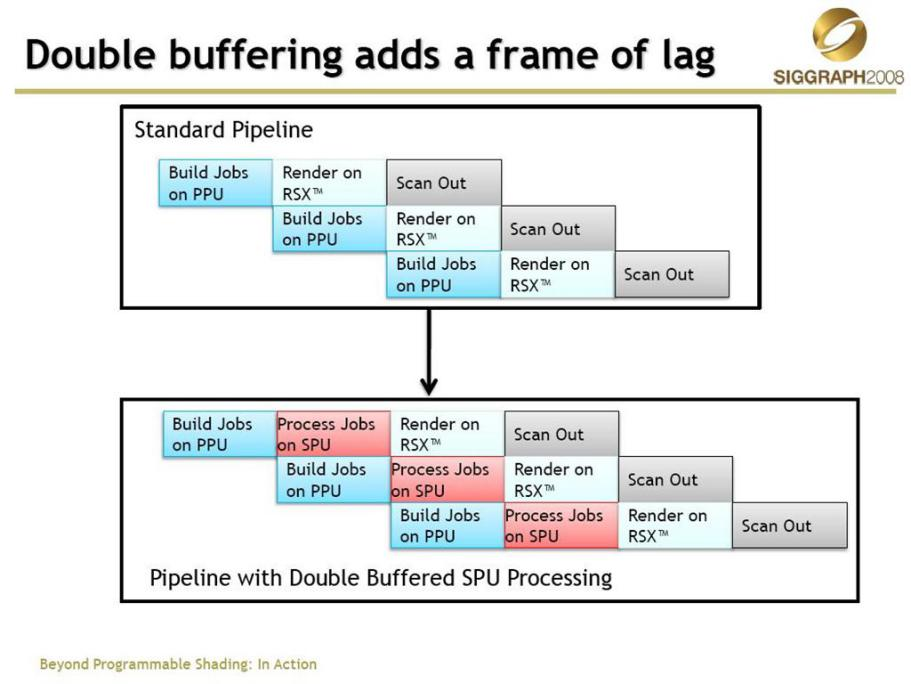 Double buffering adds a frame of lag
SIGGRAPH2008
Standard Pipeline
Build Jobs
on PPU
Render on
RSX™
Scan Out
Build Jobs
on PPU
Render on
RSX™
Scan Out
Build Jobs
on PPU
Render on
RSX™
Scan Out
Build Jobs
on PPU
Process Jobs
on SPU
Render on
RSX™
Scan Out
Build Jobs
on PPU
Process Jobs
on SPU
Render on
RSX™
Scan Out
Build Jobs
on PPU
Process Jobs
on SPU
Render on
RSX™
Scan Out
Pipeline with Double Buffered SPU Processing
Beyond Programmable Shading: In Action